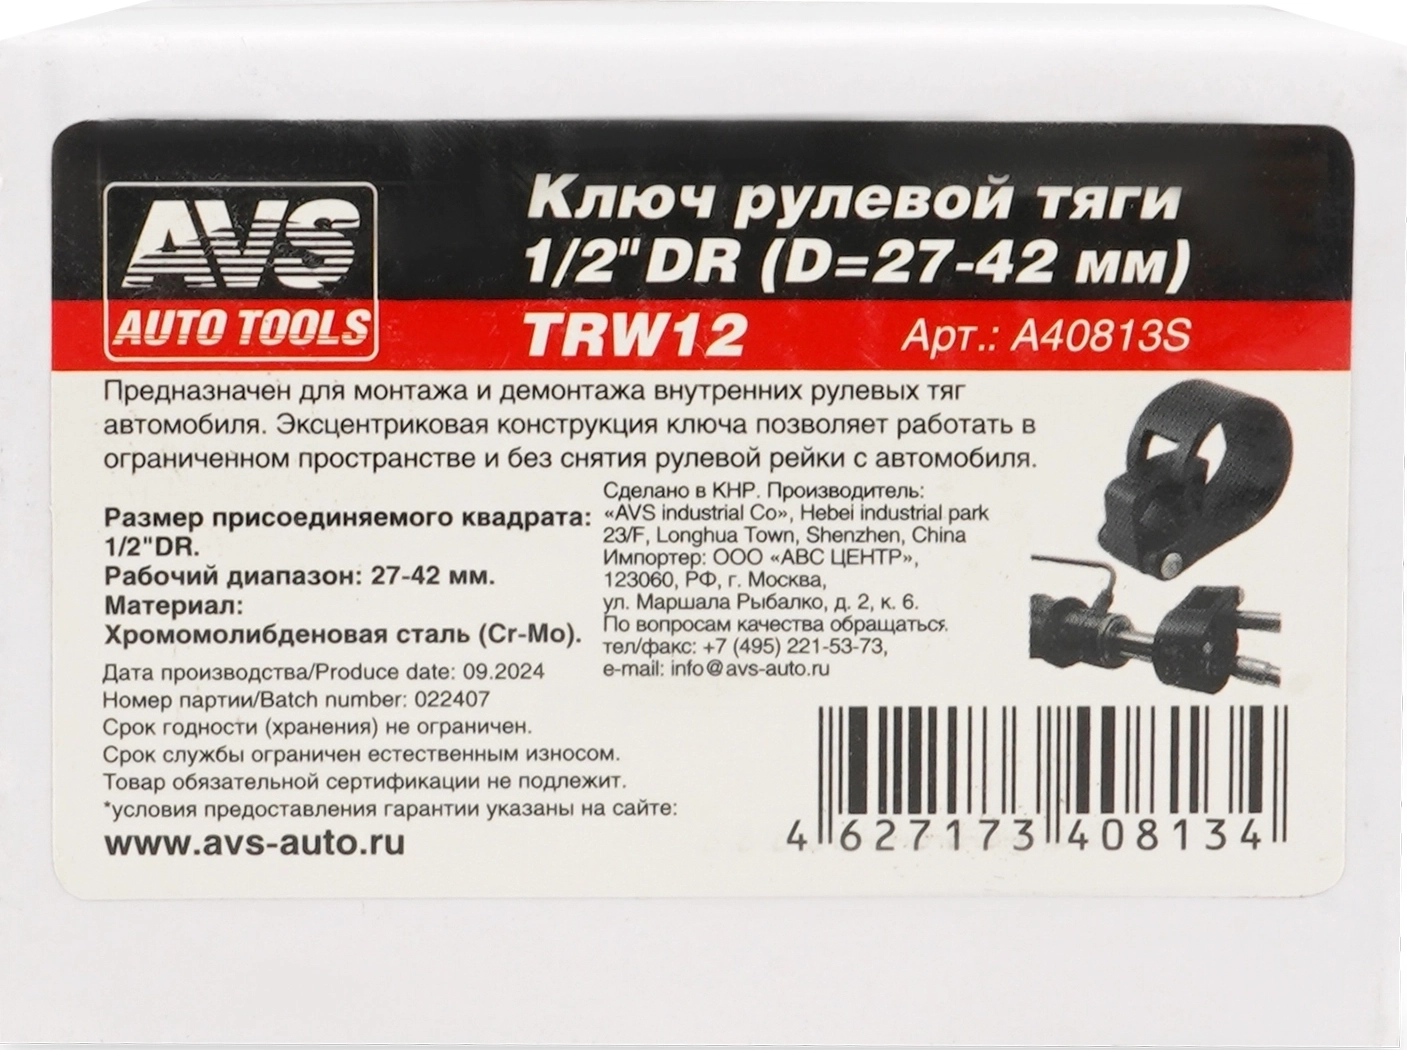 AVS
AUTO TOOLS
Ключ рулевой тяги
1/2" DR (D=27-42 мм)
TRW12
Арт.: A40813S
Предназначен для монтажа и демонтажа внутренних рулевых тяг
автомобиля. Эксцентриковая конструкция ключа позволяет работать в
ограниченном пространстве и без снятия рулевой рейки с автомобиля.
Размер присоединяемого квадрата:
1/2"DR.
Рабочий диапазон: 27-42 мм.
Материал:
Хромомолибденовая сталь (Cr-Mo).
Дата производства/Produce date: 09.2024
Номер партии/Batch number: 022407
Срок годности (хранения) не ограничен.
Срок службы ограничен естественным износом.
Товар обязательной сертификации не подлежит.
*условия предоставления гарантии указаны на сайте:
www.avs-auto.ru
Сделано в КНР. Производитель:
«AVS industrial Co», Hebei industrial park
23/F, Longhua Town, Shenzhen, China
Импортер: ООО «АВС ЦЕНТР»,
123060, РФ, г. Москва,
ул. Маршала Рыбалко, д. 2, к. 6.
По вопросам качества обращаться:
тел/факс: +7 (495) 221-53-73,
e-mail: info@avs-auto.ru
4 627173 408134